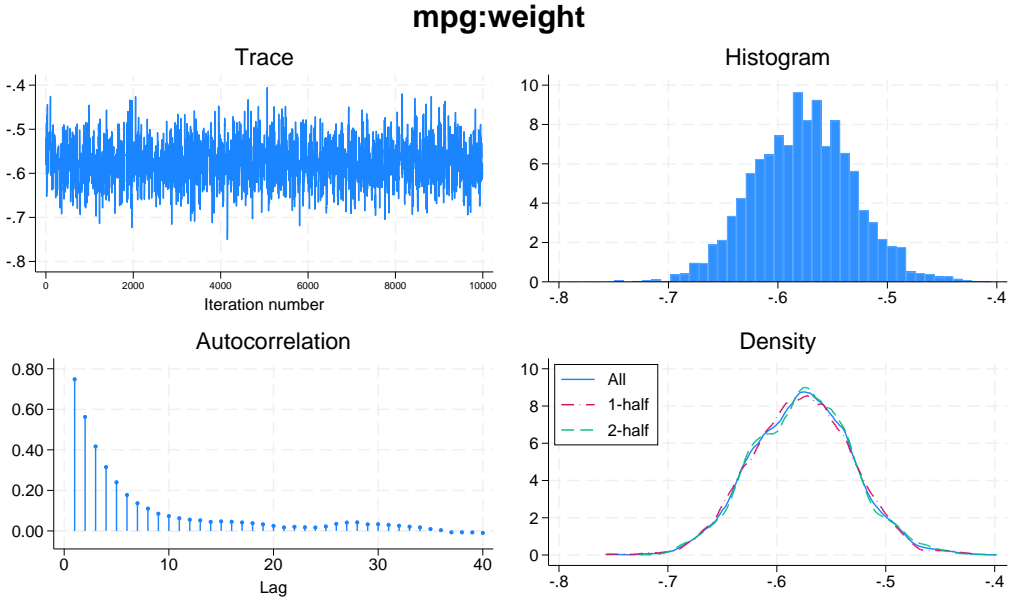 mpg:weight
Trace
-.4
-.5
-.6
-.7
-.8
0 2000 4000 6000 8000 10000
Iteration number
Histogram
10
8
6
4
2
0
-.8 -.7 -.6 -.5 -.4
Autocorrelation
0.80
0.60
0.40
0.20
0.00
0 10 20 30 40
Lag
Density
10
8
6
4
2
0
All
1-half
2-half
-.8 -.7 -.6 -.5 -.4